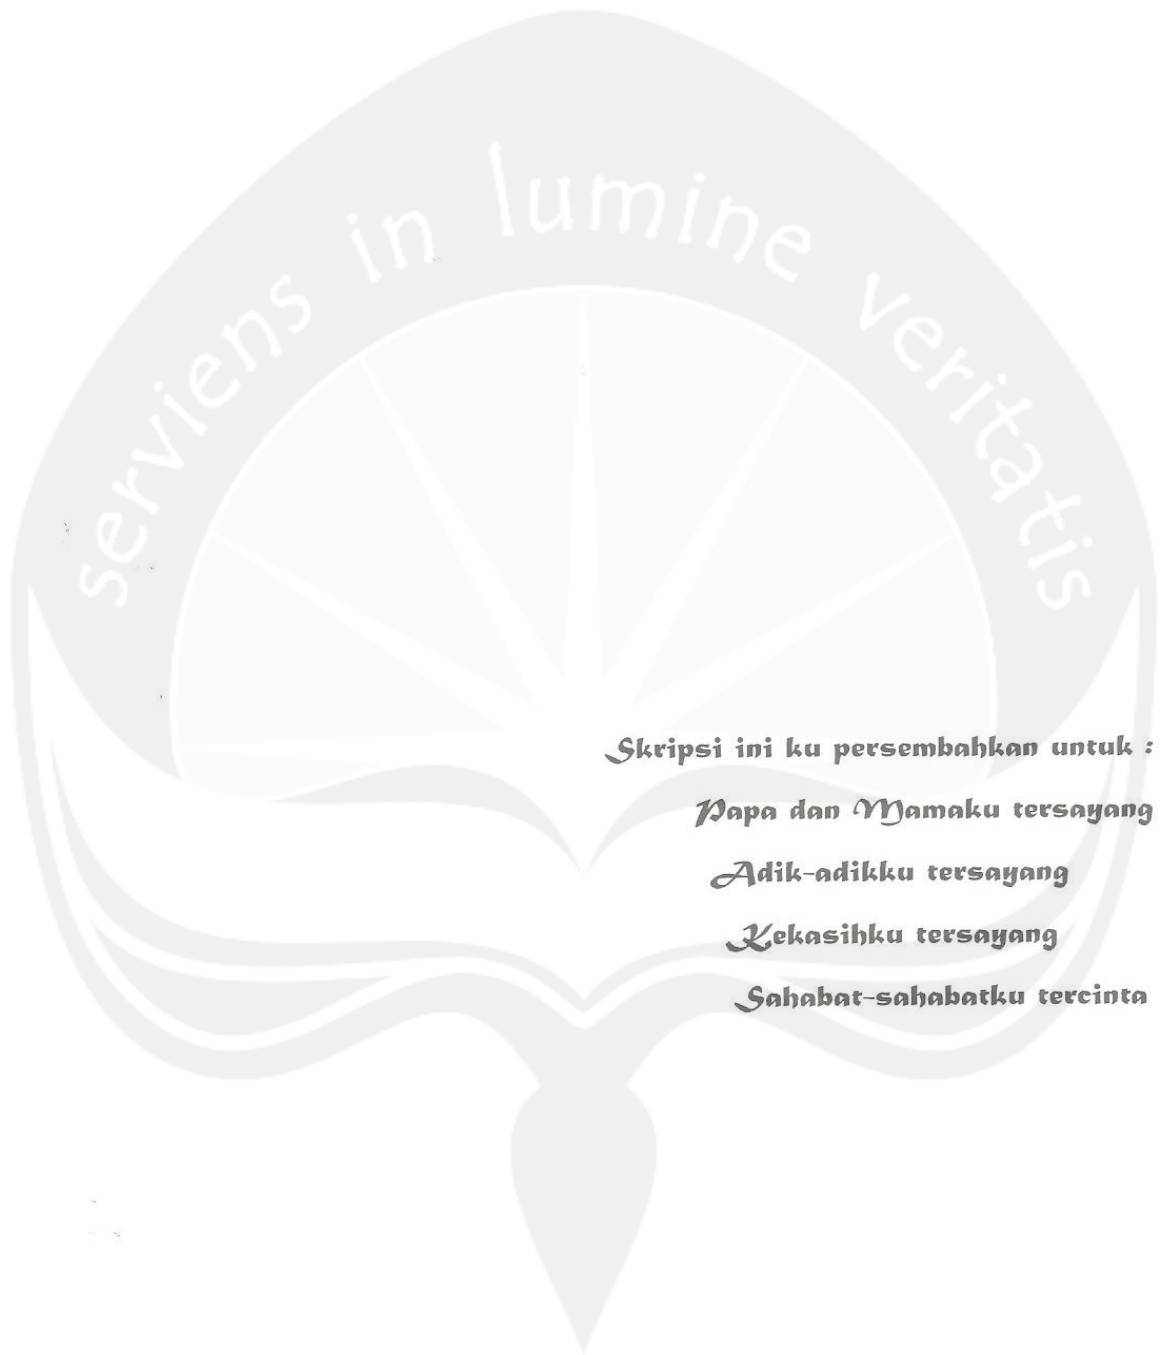 serviens in lumine veritatis
Skripsi ini ku persembahkan untuk :
Papa dan Mamaku tersayang
Adik-adikku tersayang
Kekasihku tersayang
Sahabat-sahabatku tercinta